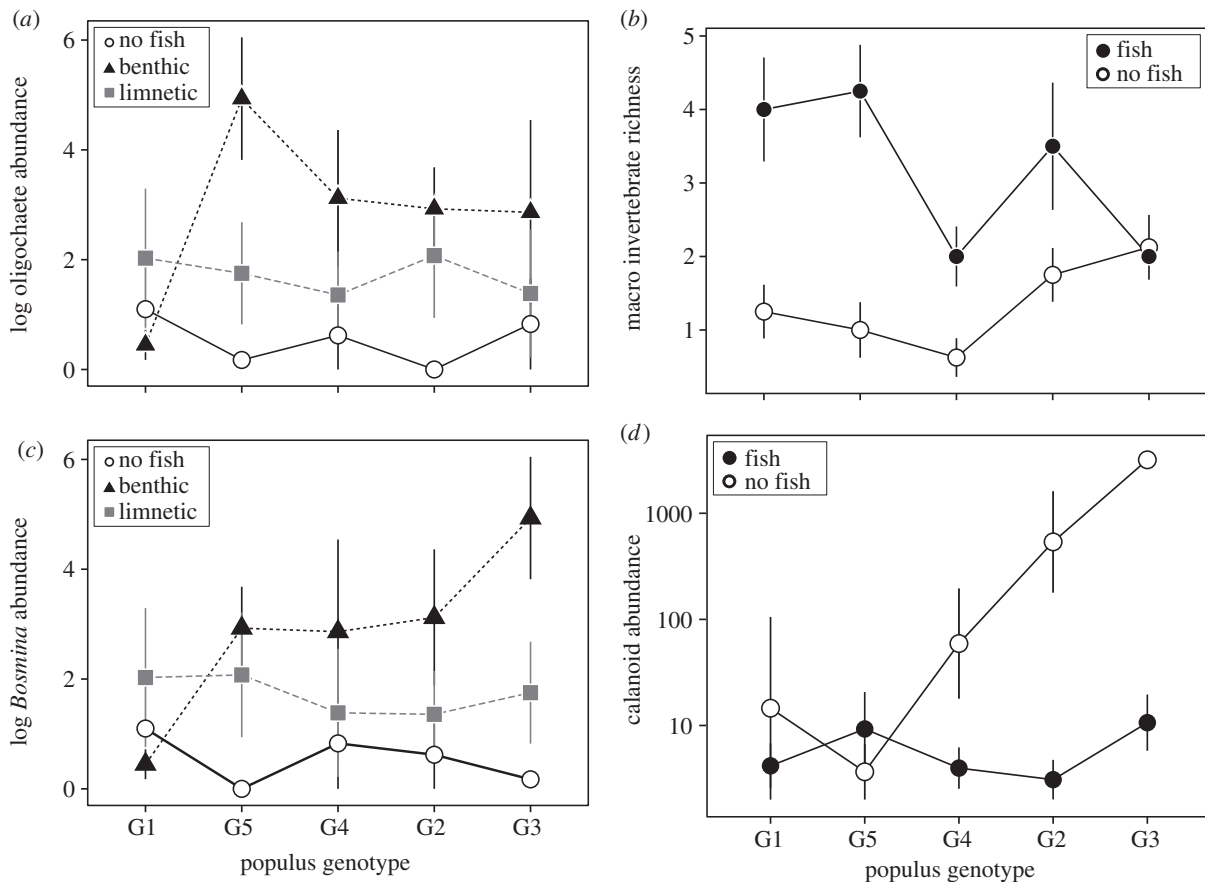 (a)
no fish
benthic
limnetic
6
4
2
0
log oligochaete abundance
(b)
fish
no fish
5
4
3
2
1
macro invertebrate richness
(c)
no fish
benthic
limnetic
6
4
2
0
log Bosmina abundance
G1 G5 G4 G2 G3
populus genotype
(d)
fish
no fish
1000
100
10
calanoid abundance
G1 G5 G4 G2 G3
populus genotype